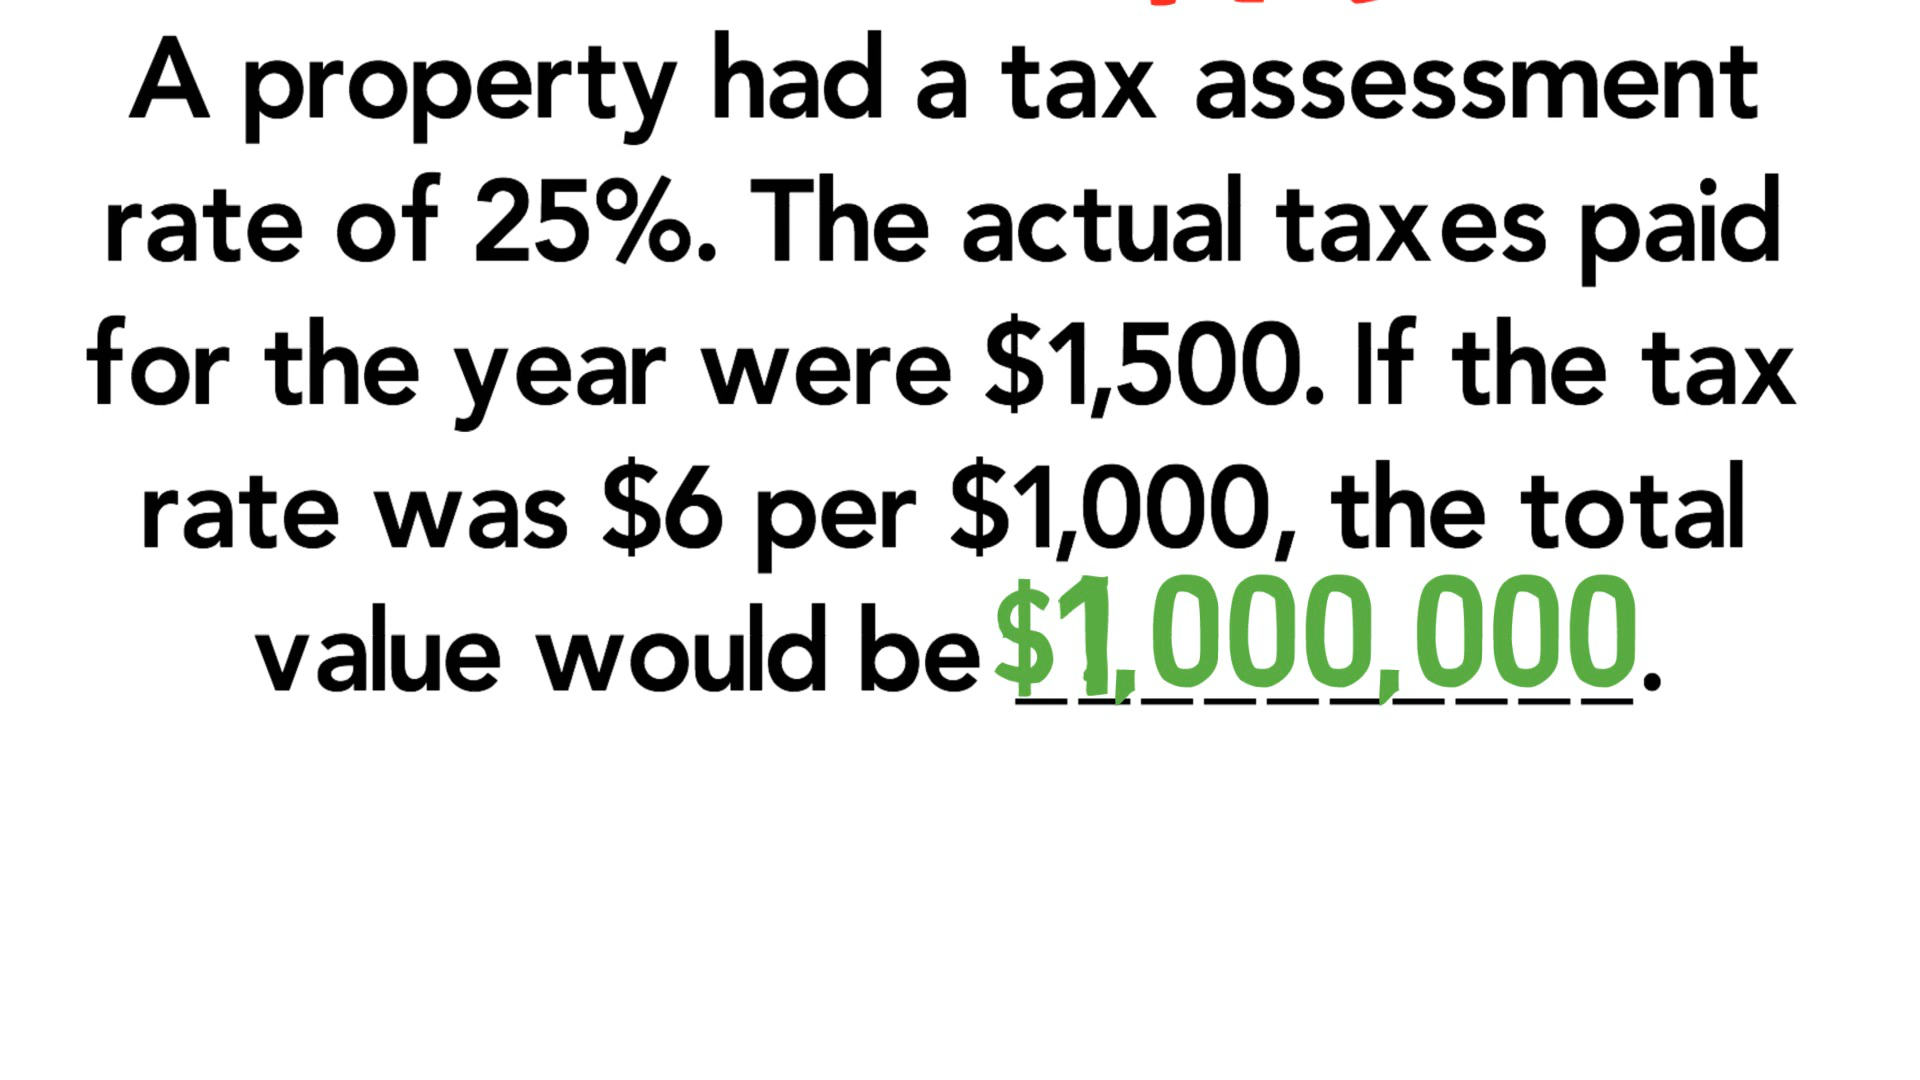 A property had a tax assessment
rate of 25%. The actual taxes paid
for the year were $1,500. If the tax
rate was $6 per $1,000, the total
value would be $1,000,000.